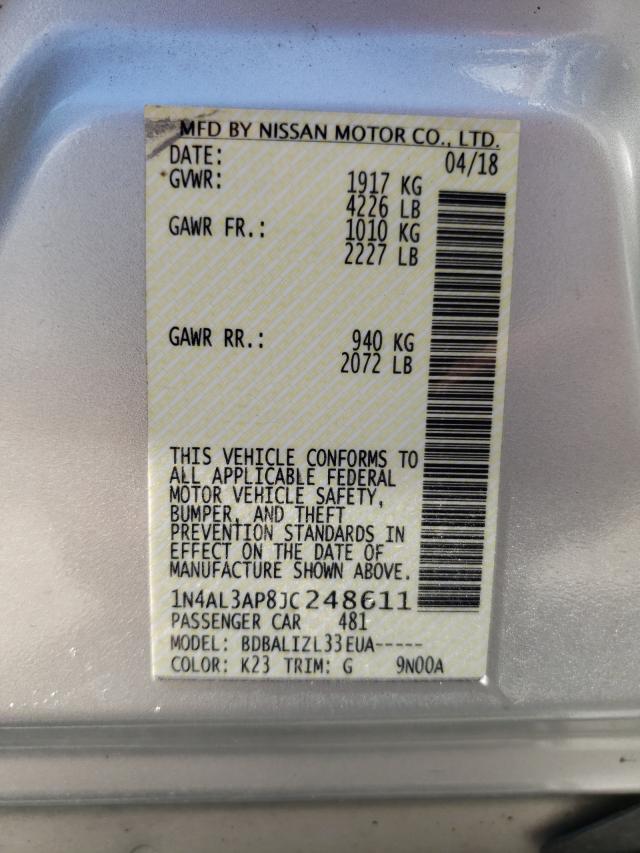 MFD BY NISSAN MOTOR CO., LTD.
DATE: 04/18
GVWR: 1917 KG
4226 LB
GAWR FR.: 1010 KG
2227 LB
GAWR RR.: 940 KG
2072 LB
THIS VEHICLE CONFORMS TO
ALL APPLICABLE FEDERAL
MOTOR VEHICLE SAFETY,
BUMPER, AND THEFT
PREVENTION STANDARDS IN
EFFECT ON THE DATE OF
MANUFACTURE SHOWN ABOVE.
1N4AL3AP8JC248611
PASSENGER CAR 481
MODEL: BDBALIZL33EUA-----
COLOR: K23 TRIM: G 9N00A